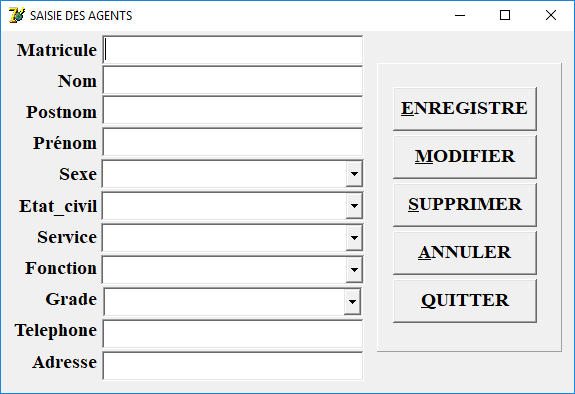 SAISIE DES AGENTS
Matricule
Nom
Postnom
Prénom
Sexe
Etat_civil
Service
Fonction
Grade
Telephone
Adresse
ENREGISTRE
MODIFIER
SUPPRIMER
ANNULER
QUITTER